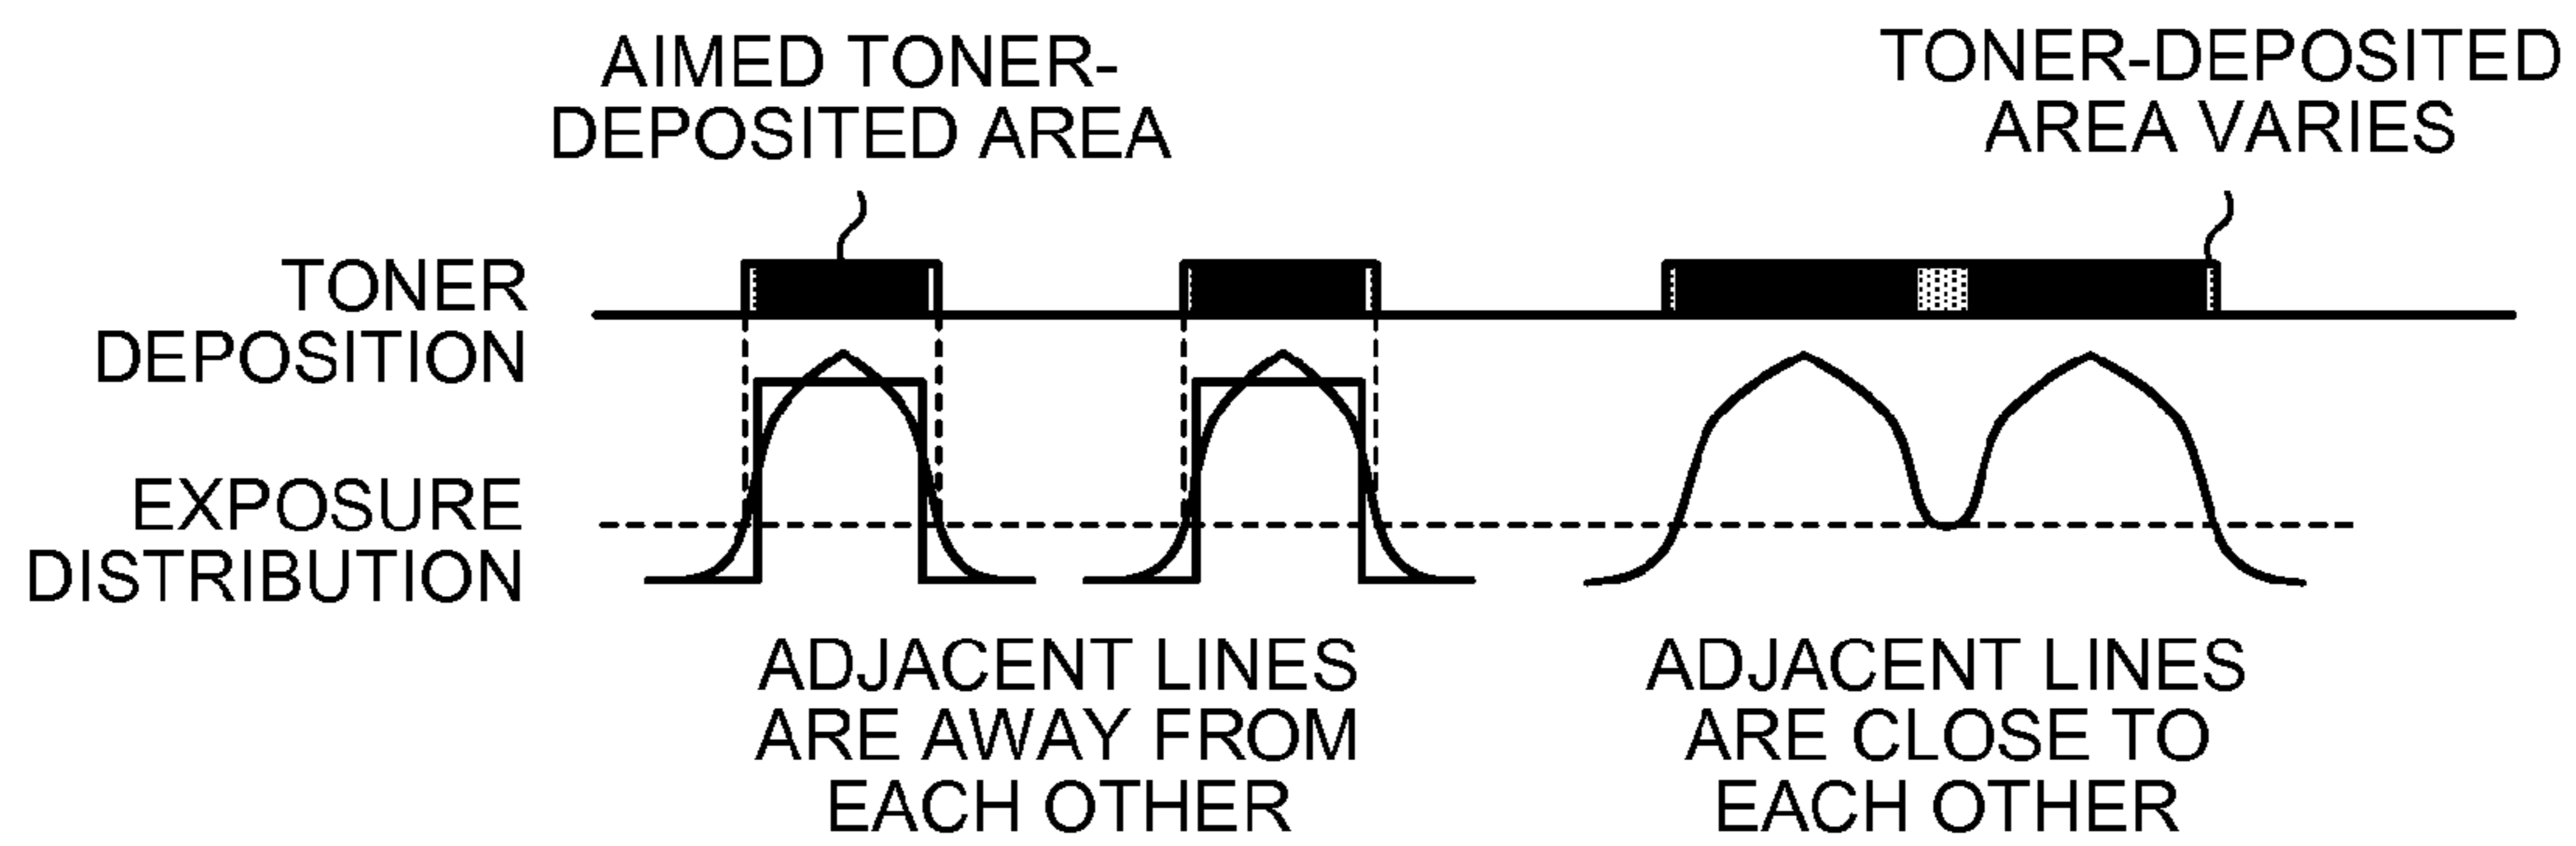 AIMED TONER-
DEPOSITED AREA
TONER-DEPOSITED
AREA VARIES
TONER
DEPOSITION
EXPOSURE
DISTRIBUTION
ADJACENT LINES
ARE AWAY FROM
EACH OTHER
ADJACENT LINES
ARE CLOSE TO
EACH OTHER